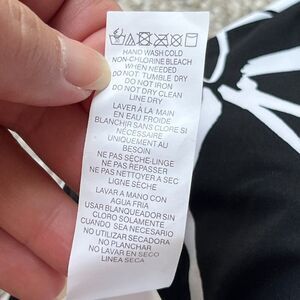 HAND WASH COLD
NON-CHLORINE BLEACH
WHEN NEEDED
DO NOT TUMBLE DRY
DO NOT IRON
DO NOT DRY CLEAN
LINE DRY
LAVER À LA MAIN
EN EAU FROIDE
BLANCHIR SANS CLORE SI
NÉCESSAIRE
UNIQUEMENT AU
BESOIN
NE PAS SÈCHE-LINGE
NE PAS REPASSER
NE PAS NETTOYER A SEC
LIGNE SÈCHE
LAVAR A MANO CON
AGUA FRIA
USAR BLANQUEADOR SIN
CLORO SOLAMENTE
CUANDO SEA NECESARIO
NO UTILIZAR SECADORA
NO PLANCHAR
NO LAVAR EN SECO
LINEA SECA